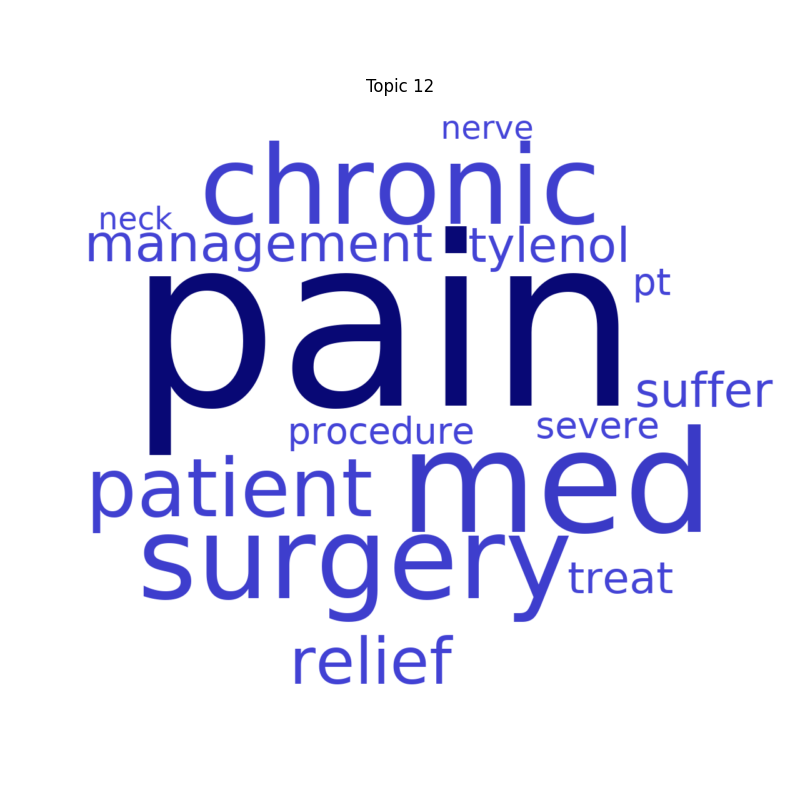 Topic 12
nerve
chronic
neck
management tylenol
pain
pt
suffer
procedure severe
patient med
surgery treat
relief